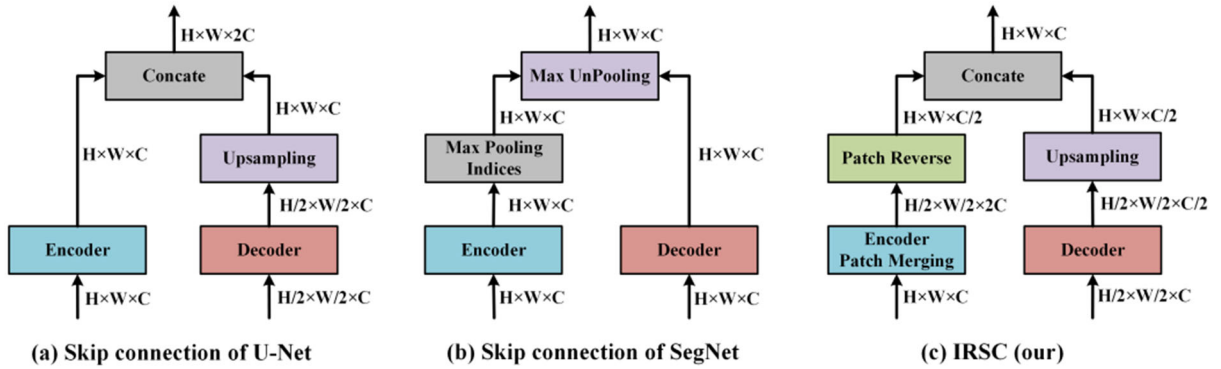 H×W×2C
Concate
H×W×C
H×W×C
Upsampling
H/2×W/2×C
Encoder
Decoder
H×W×C
H/2×W/2×C
(a) Skip connection of U-Net
H×W×C
Max UnPooling
H×W×C
Max Pooling
Indices
H×W×C
H×W×C
Encoder
Decoder
H×W×C
H×W×C
(b) Skip connection of SegNet
H×W×C
Concate
H×W×C/2
H×W×C/2
Patch Reverse
Upsampling
H/2×W/2×2C
H/2×W/2×C/2
Encoder
Patch Merging
Decoder
H×W×C
H/2×W/2×C
(c) IRSC (our)